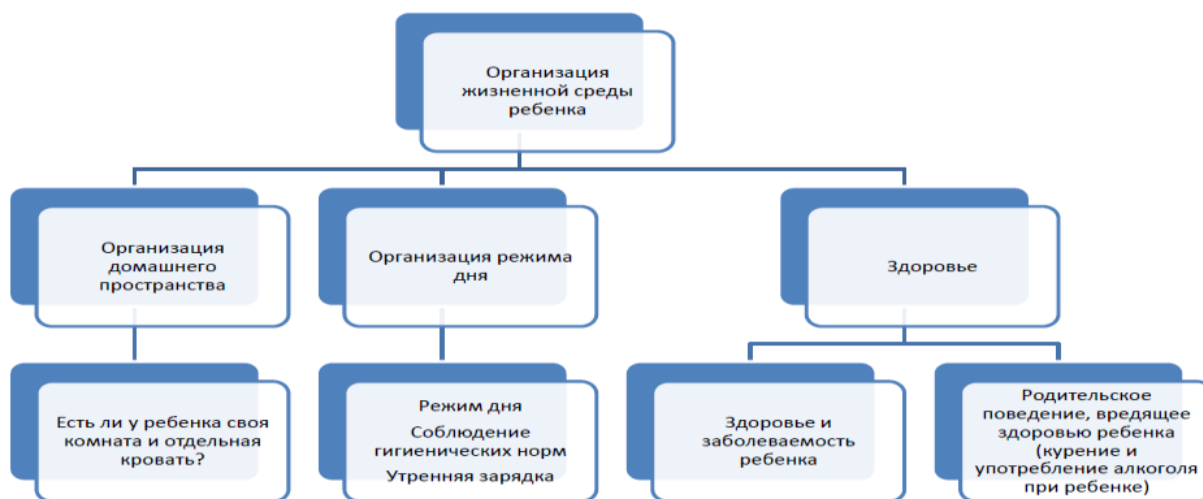 Организация
жизненной среды
ребенка
Организация
домашнего
пространства
Организация режима
дня
Здоровье
Есть ли у ребенка своя
комната и отдельная
кровать?
Режим дня
Соблюдение
гигиенических норм
Утренняя зарядка
Здоровье и
заболеваемость
ребенка
Родительское
поведение, вредящее
здоровью ребенка
(курение и
употребление алкоголя
при ребенке)